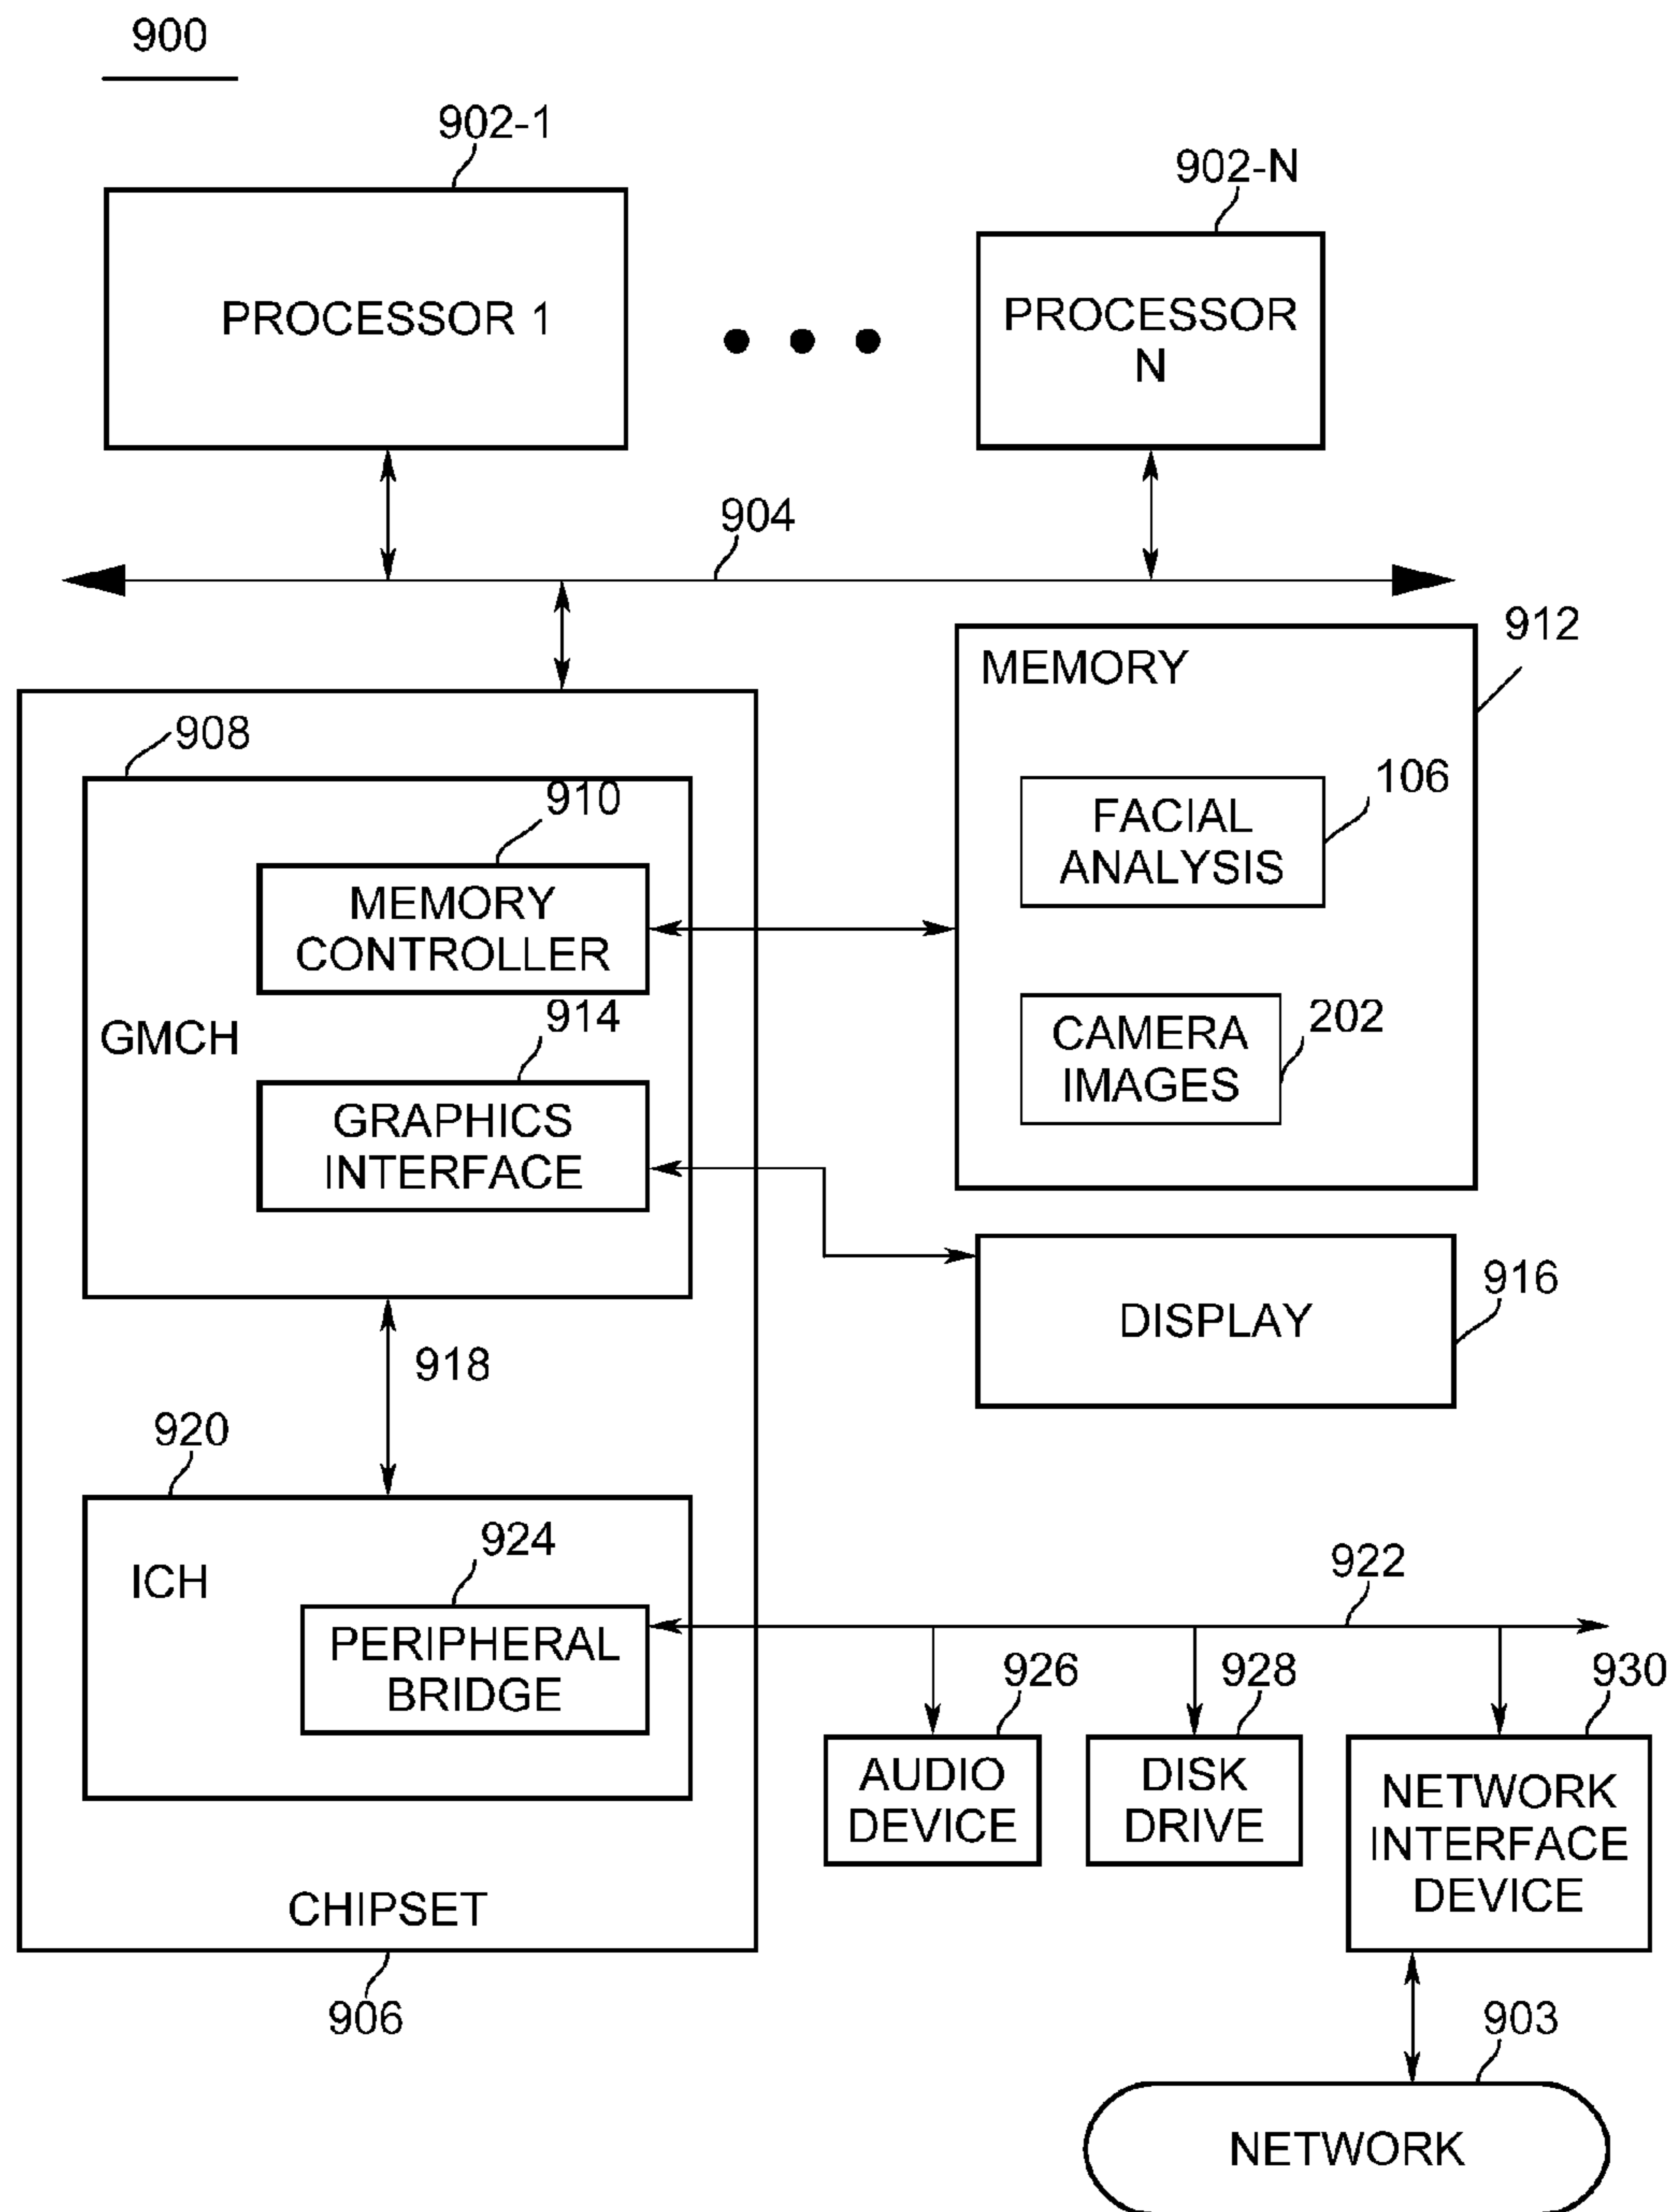 900
902-1
902-N
PROCESSOR 1
PROCESSOR
N
904
912
MEMORY
908
910
106
FACIAL
ANALYSIS
MEMORY
CONTROLLER
914
202
GMCH
CAMERA
IMAGES
GRAPHICS
INTERFACE
916
DISPLAY
918
920
924
922
ICH
PERIPHERAL
BRIDGE
926
928
930
AUDIO
DEVICE
DISK
DRIVE
NETWORK
INTERFACE
DEVICE
CHIPSET
906
903
NETWORK